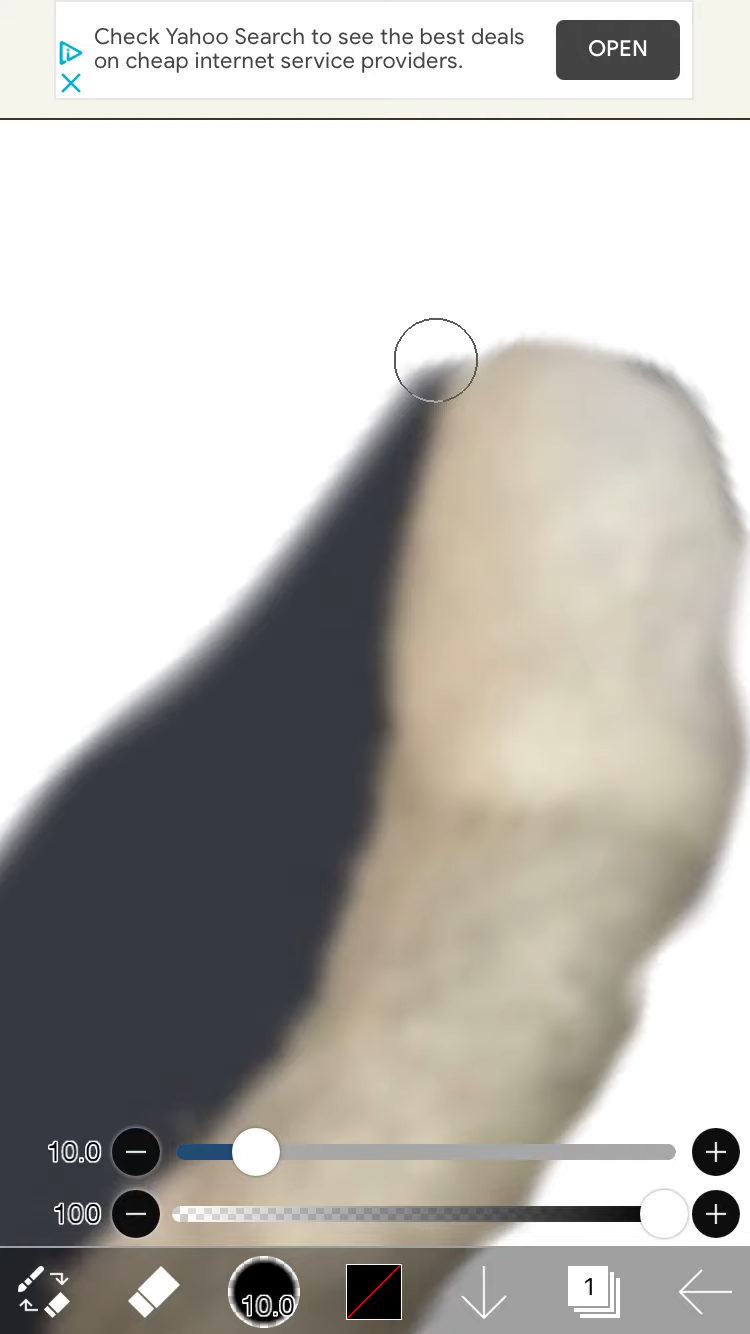 Check Yahoo Search to see the best deals
on cheap internet service providers.
OPEN
10.0
100
10.0
1